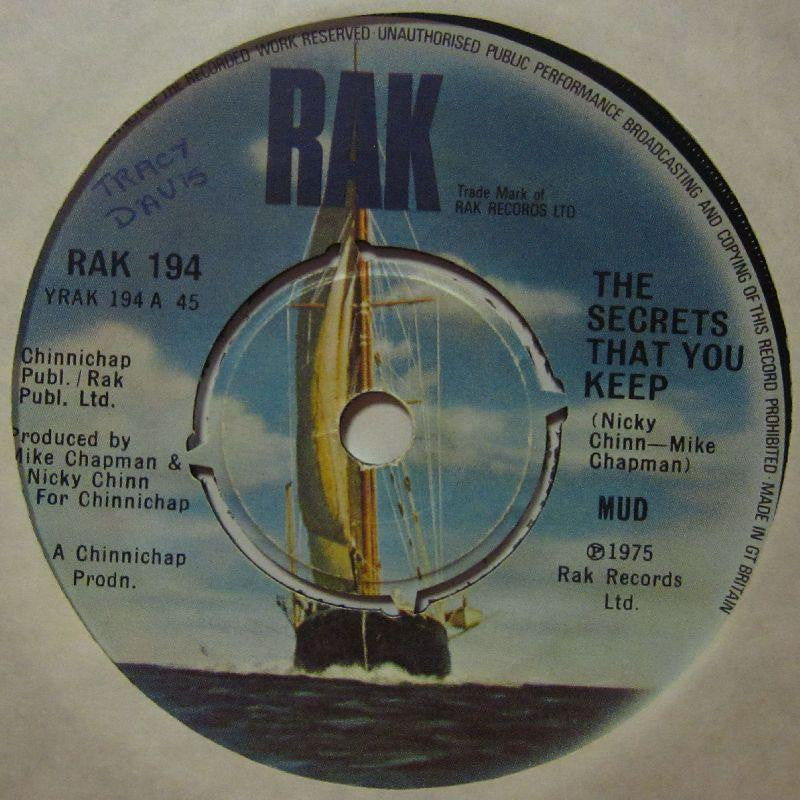 OF THE RECORDED WORK RESERVED · UNAUTHORISED PUBLIC PERFORMANCE BROADCASTING AND COPYING OF THIS RECORD PROHIBITED · MADE IN GT BRITAIN
RAK
Trade Mark of
RAK RECORDS LTD
TRACY
DAVIS
RAK 194
YRAK 194 A 45
Chinnichap
Publ. / Rak
Publ. Ltd.
Produced by
Mike Chapman &
Nicky Chinn
For Chinnichap
A Chinnichap
Prodn.
THE
SECRETS
THAT YOU
KEEP
(Nicky
Chinn—Mike
Chapman)
MUD
℗1975
Rak Records
Ltd.